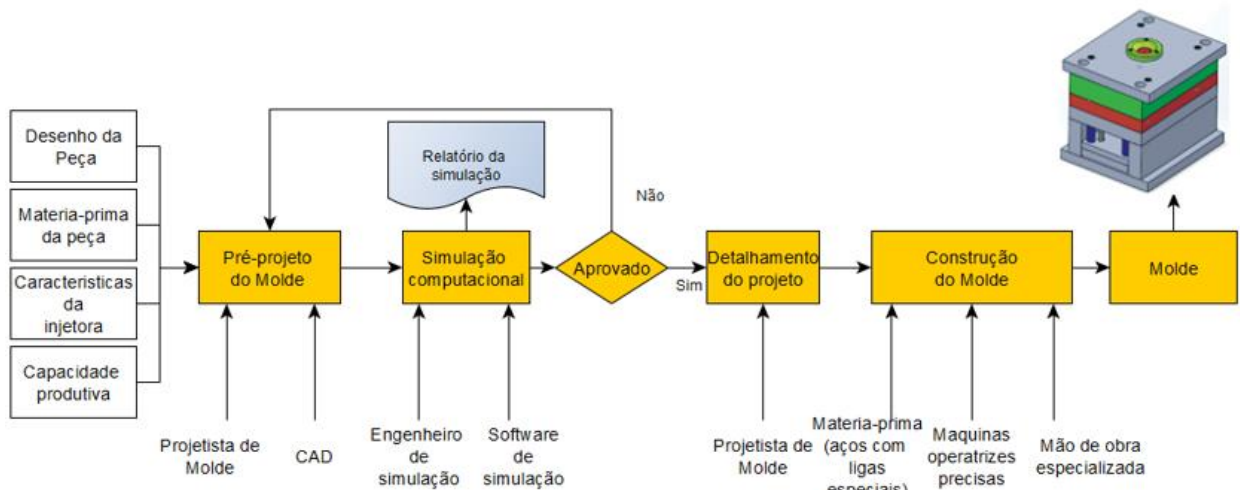 Desenho da
Peça
Materia-prima
da peça
Caracteristicas
da
injetora
Capacidade
produtiva
Pré-projeto
do Molde
Projetista de
Molde
CAD
Relatório da
simulação
Simulação
computacional
Engenheiro
de
simulação
Software
de
simulação
Aprovado
Não
Sim
Detalhamento
do projeto
Projetista de
Molde
Construção
do Molde
Materia-prima
(aços com
ligas
especiais)
Maquinas
operatrizes
precisas
Mão de obra
especializada
Molde